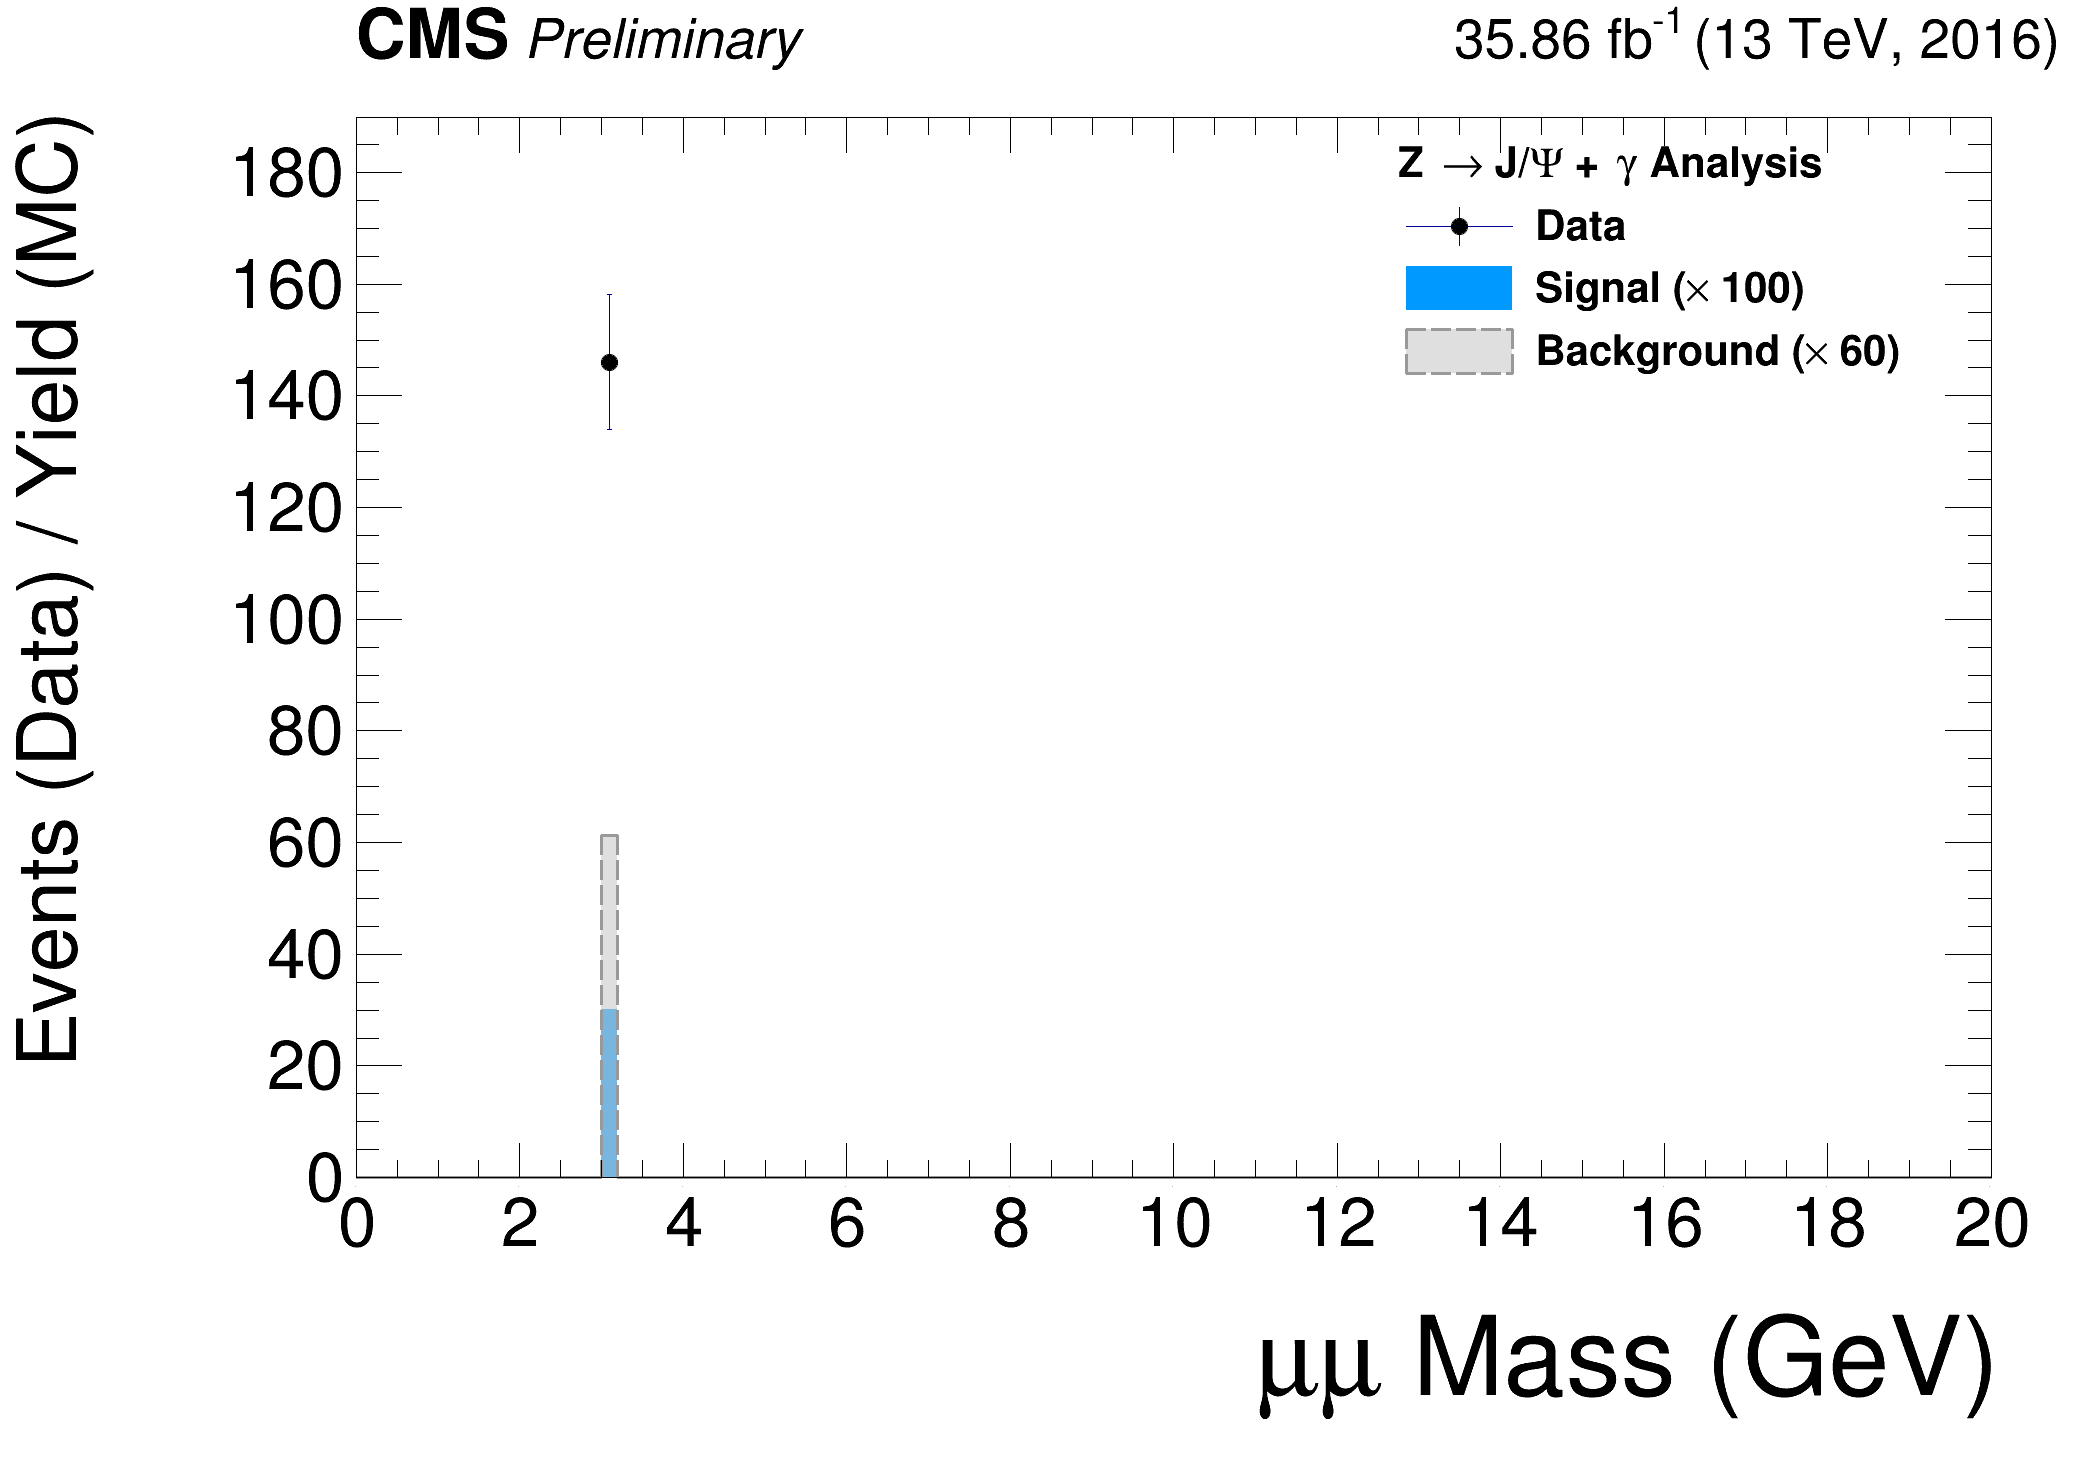 CMS Preliminary 35.86 fb⁻¹ (13 TeV, 2016)
Events (Data) / Yield (MC)
Z → J/Ψ + γ Analysis
Data
Signal (× 100)
Background (× 60)
180
160
140
120
100
80
60
40
20
0
0 2 4 6 8 10 12 14 16 18 20
μμ Mass (GeV)